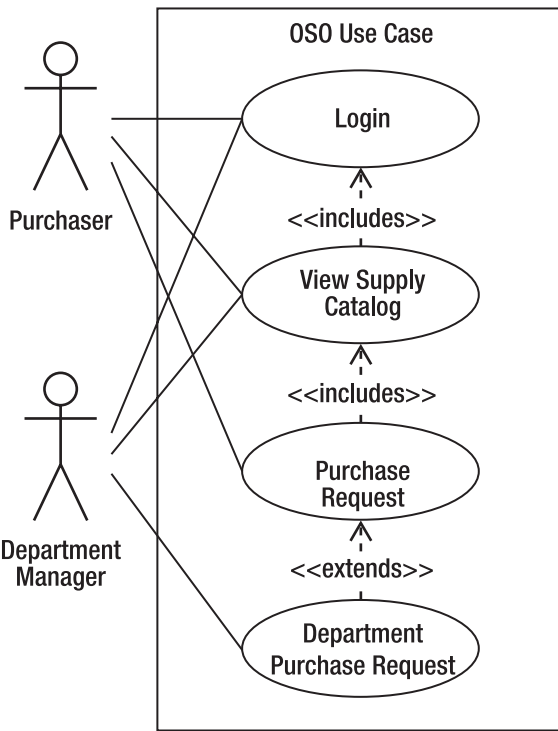 OSO Use Case
Login
Purchaser
<<includes>>
View Supply
Catalog
<<includes>>
Purchase
Request
Department
Manager
<<extends>>
Department
Purchase Request